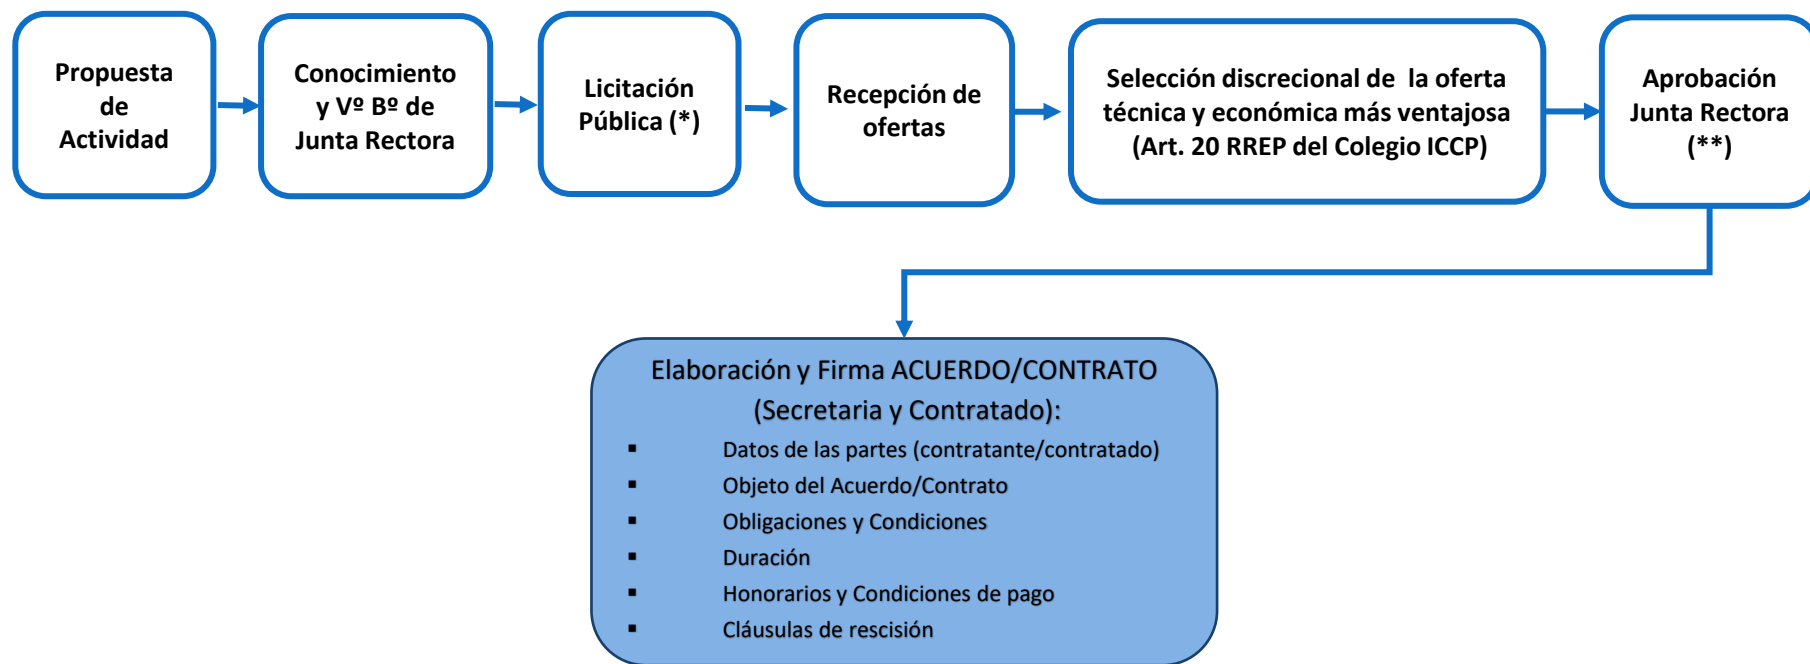 Propuesta
de
Actividad
Conocimiento
y Vº Bº de
Junta Rectora
Licitación
Pública (*)
Recepción de
ofertas
Selección discrecional de la oferta
técnica y económica más ventajosa
(Art. 20 RREP del Colegio ICCP)
Aprobación
Junta Rectora
(**)
Elaboración y Firma ACUERDO/CONTRATO
(Secretaria y Contratado):
▪ Datos de las partes (contratante/contratado)
▪ Objeto del Acuerdo/Contrato
▪ Obligaciones y Condiciones
▪ Duración
▪ Honorarios y Condiciones de pago
▪ Cláusulas de rescisión